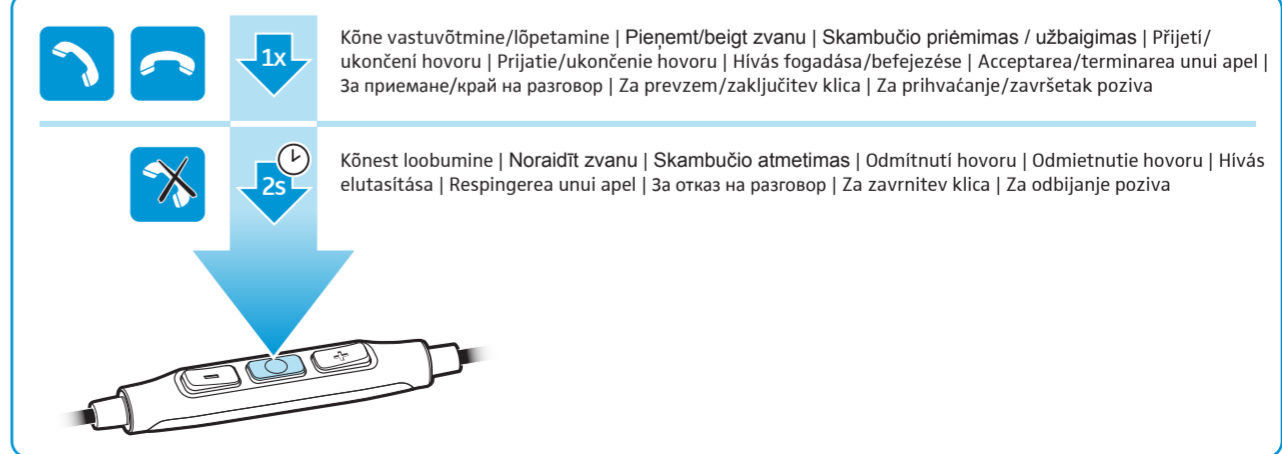 1x
Kõne vastuvõtmine/lõpetamine | Pieņemt/beigt zvanu | Skambučio priėmimas / užbaigimas | Přijetí/
ukončení hovoru | Prijatie/ukončenie hovoru | Hívás fogadása/befejezése | Acceptarea/terminarea unui apel |
За приемане/край на разговор | Za prevzem/zaključitev klica | Za prihvaćanje/završetak poziva
2s
Kõnest loobumine | Noraidīt zvanu | Skambučio atmetimas | Odmítnutí hovoru | Odmietnutie hovoru | Hívás
elutasítása | Respingerea unui apel | За отказ на разговор | Za zavrnitev klica | Za odbijanje poziva
− +